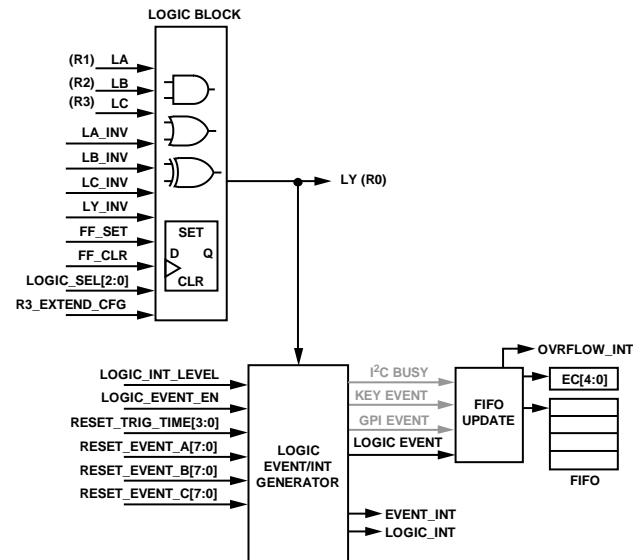 LOGIC BLOCK
(R1) LA
(R2) LB
(R3) LC
LA_INV
LB_INV
LC_INV
LY_INV
FF_SET
FF_CLR
LOGIC_SEL[2:0]
R3_EXTEND_CFG
SET
D Q
CLR
LY (R0)
LOGIC_INT_LEVEL
LOGIC_EVENT_EN
RESET_TRIG_TIME[3:0]
RESET_EVENT_A[7:0]
RESET_EVENT_B[7:0]
RESET_EVENT_C[7:0]
LOGIC
EVENT/INT
GENERATOR
I²C BUSY
KEY EVENT
GPI EVENT
LOGIC EVENT
EVENT_INT
LOGIC_INT
FIFO
UPDATE
OVRFLOW_INT
EC[4:0]
FIFO